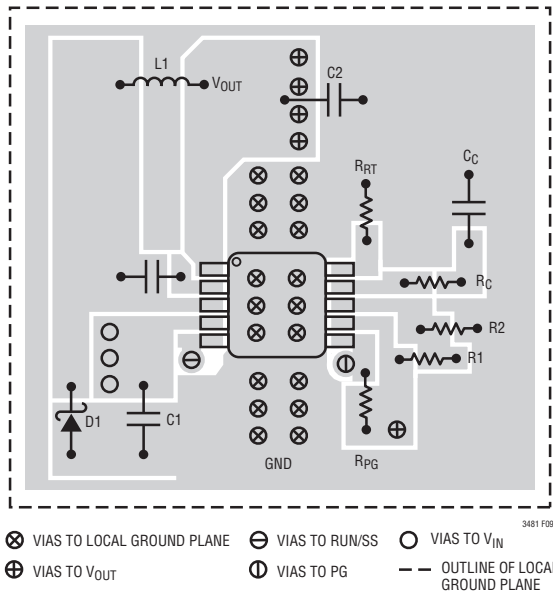 L1
VOUT
C2
RRT
CC
RC
R2
R1
D1
C1
GND
RPG
3481 F09
VIAS TO LOCAL GROUND PLANE
VIAS TO RUN/SS
VIAS TO VIN
VIAS TO VOUT
VIAS TO PG
OUTLINE OF LOCAL
GROUND PLANE